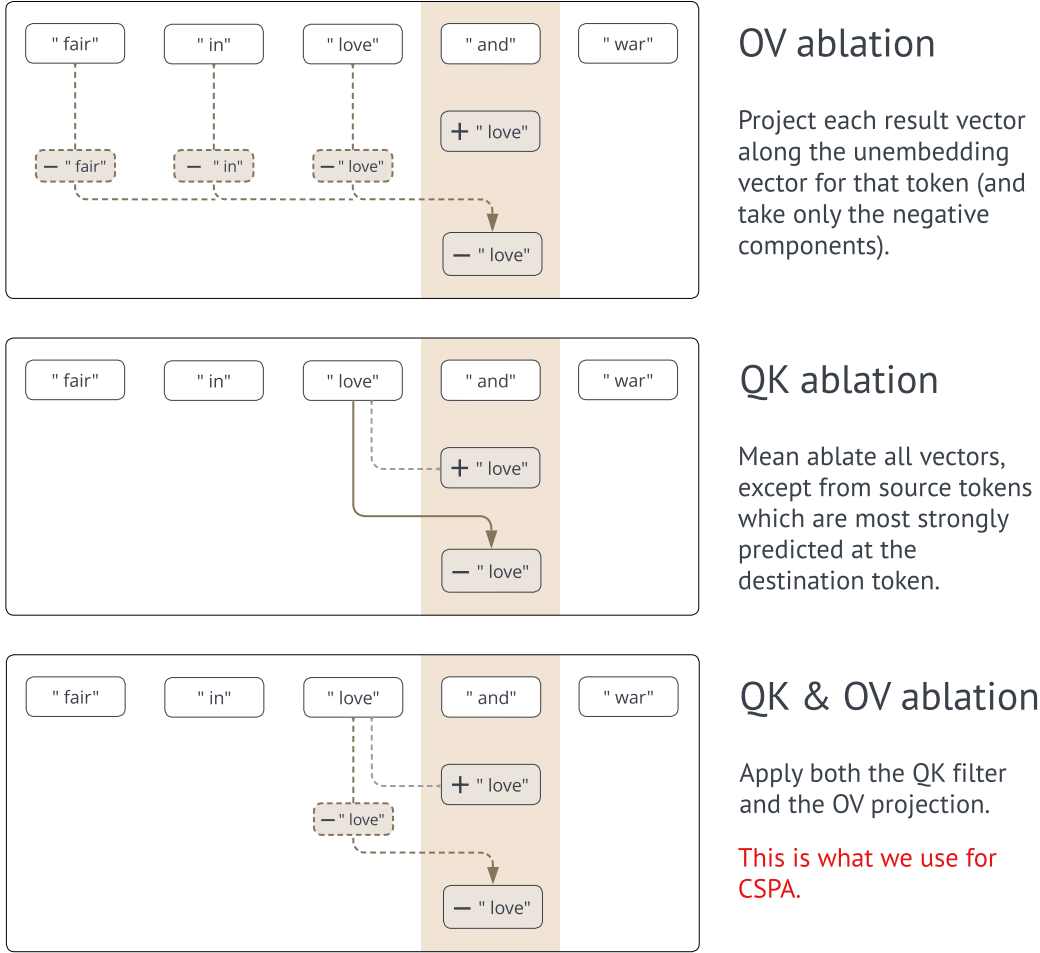 " fair" " in" " love" " and" " war"
+ " love"
− " fair" − " in" − " love"
− " love"
OV ablation
Project each result vector
along the unembedding
vector for that token (and
take only the negative
components).
" fair" " in" " love" " and" " war"
+ " love"
− " love"
QK ablation
Mean ablate all vectors,
except from source tokens
which are most strongly
predicted at the
destination token.
" fair" " in" " love" " and" " war"
+ " love"
− " love"
− " love"
QK & OV ablation
Apply both the QK filter
and the OV projection.
This is what we use for
CSPA.